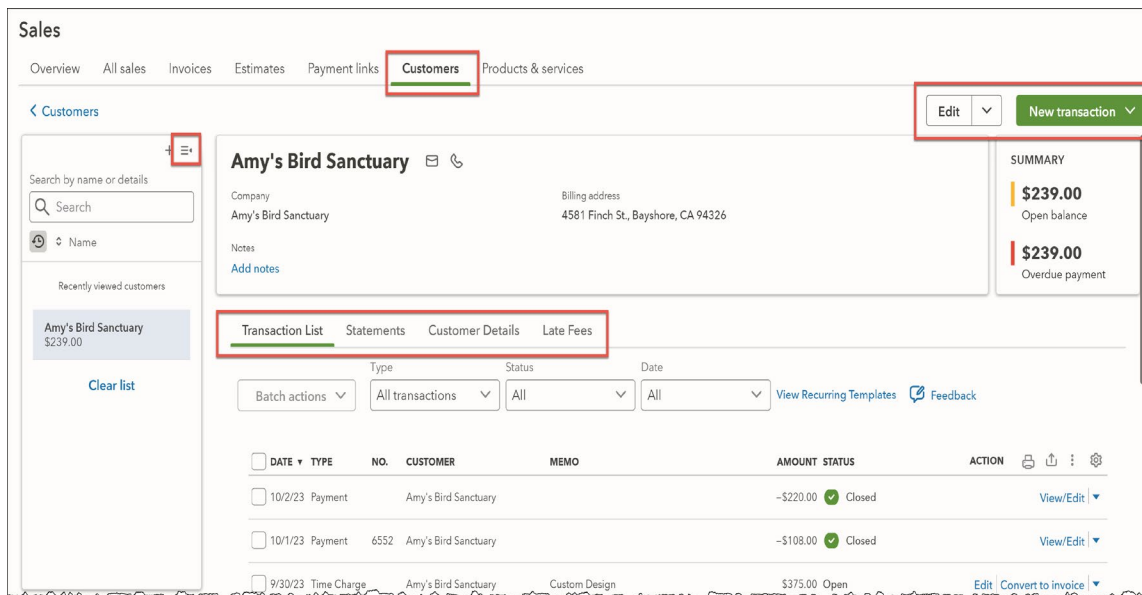 Sales
Overview All sales Invoices Estimates Payment links Customers Products & services
Customers
Edit New transaction
Search by name or details
Search
Name
Recently viewed customers
Amy's Bird Sanctuary
$239.00
Clear list
Amy's Bird Sanctuary
Company Billing address
Amy's Bird Sanctuary 4581 Finch St., Bayshore, CA 94326
Notes
Add notes
SUMMARY
$239.00
Open balance
$239.00
Overdue payment
Transaction List Statements Customer Details Late Fees
Type Status Date
Batch actions All transactions All All View Recurring Templates Feedback
DATE TYPE NO. CUSTOMER MEMO AMOUNT STATUS ACTION
10/2/23 Payment Amy's Bird Sanctuary -$220.00 Closed View/Edit
10/1/23 Payment 6552 Amy's Bird Sanctuary -$108.00 Closed View/Edit
9/30/23 Time Charge Amy's Bird Sanctuary Custom Design $375.00 Open Edit Convert to invoice